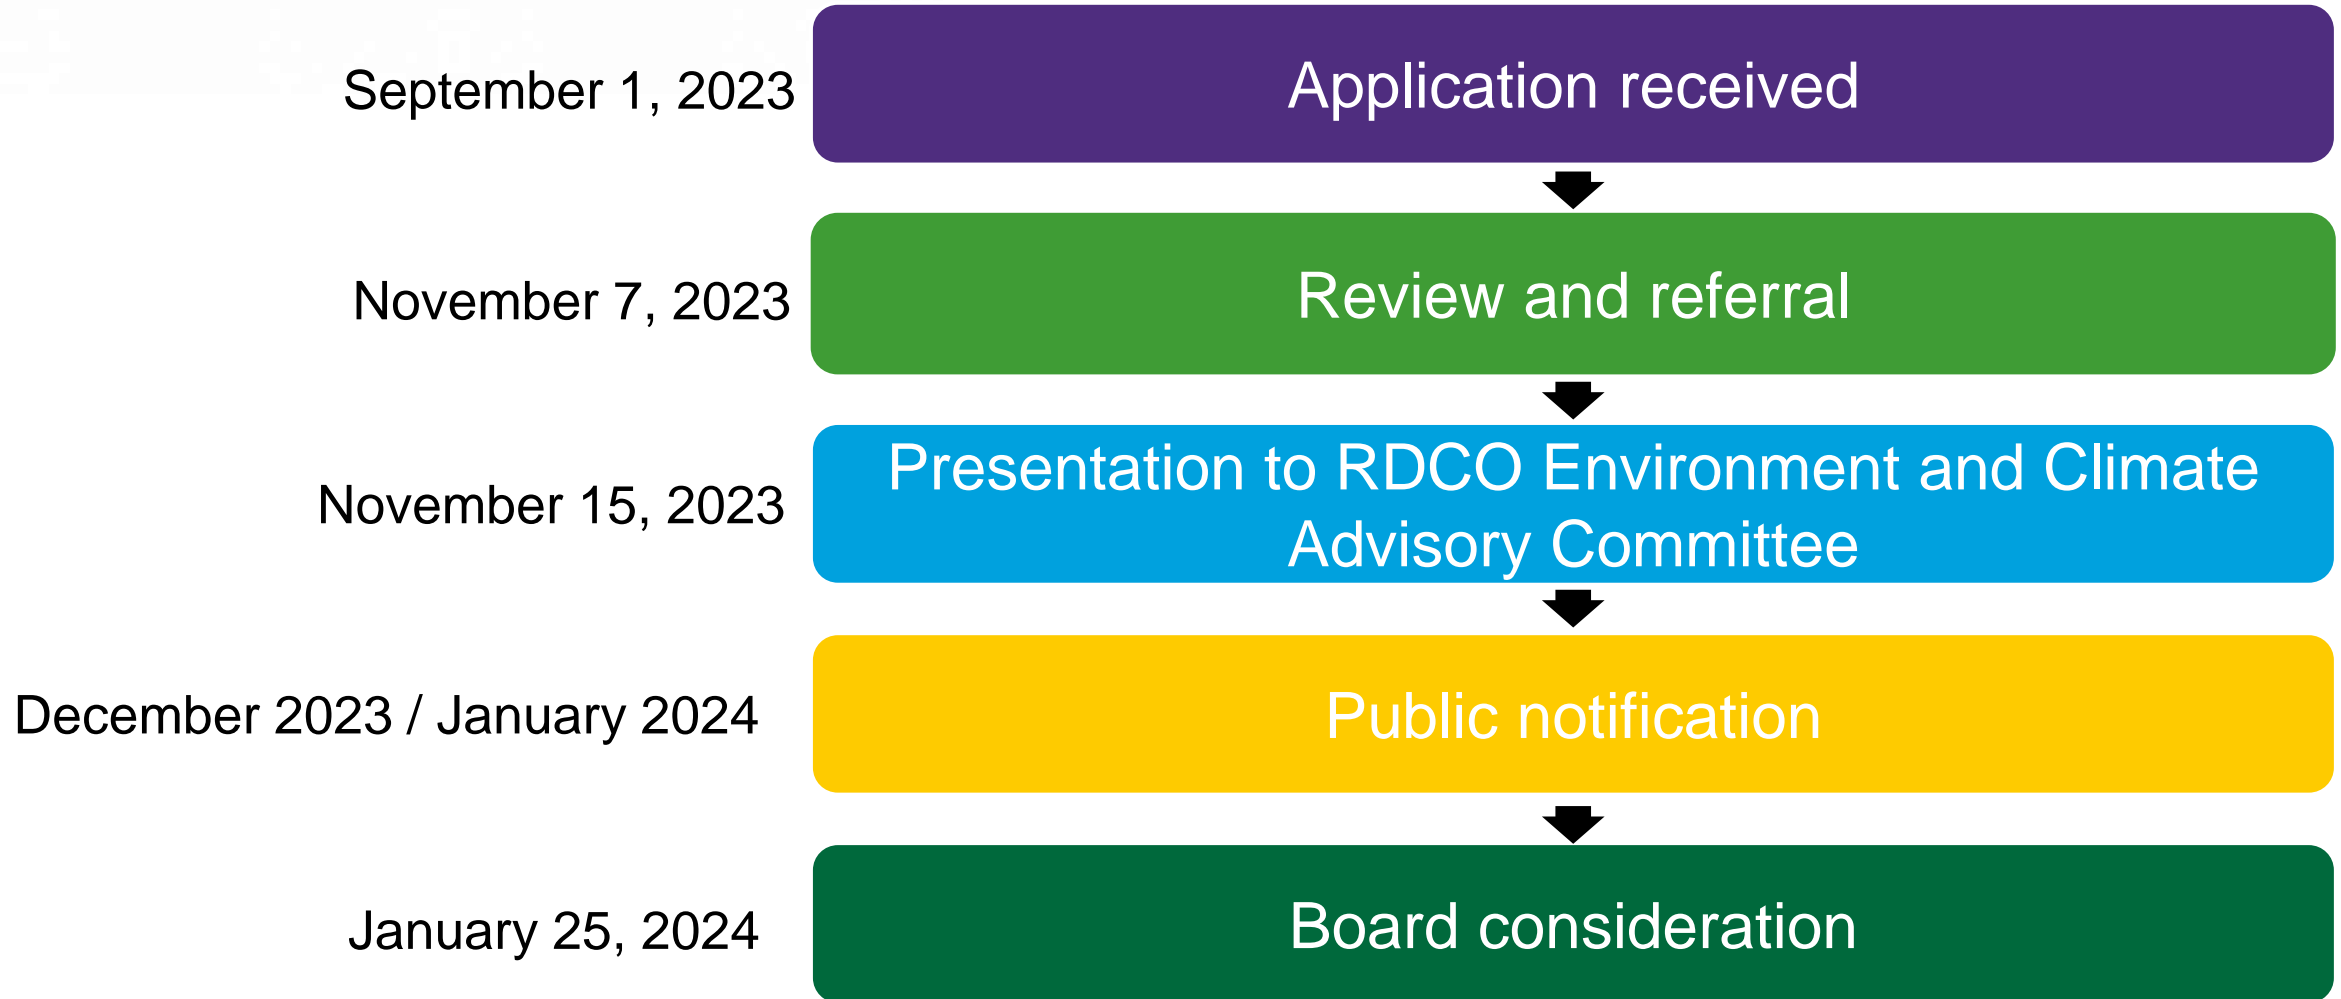 September 1, 2023
Application received
November 7, 2023
Review and referral
November 15, 2023
Presentation to RDCO Environment and Climate
Advisory Committee
December 2023 / January 2024
Public notification
January 25, 2024
Board consideration